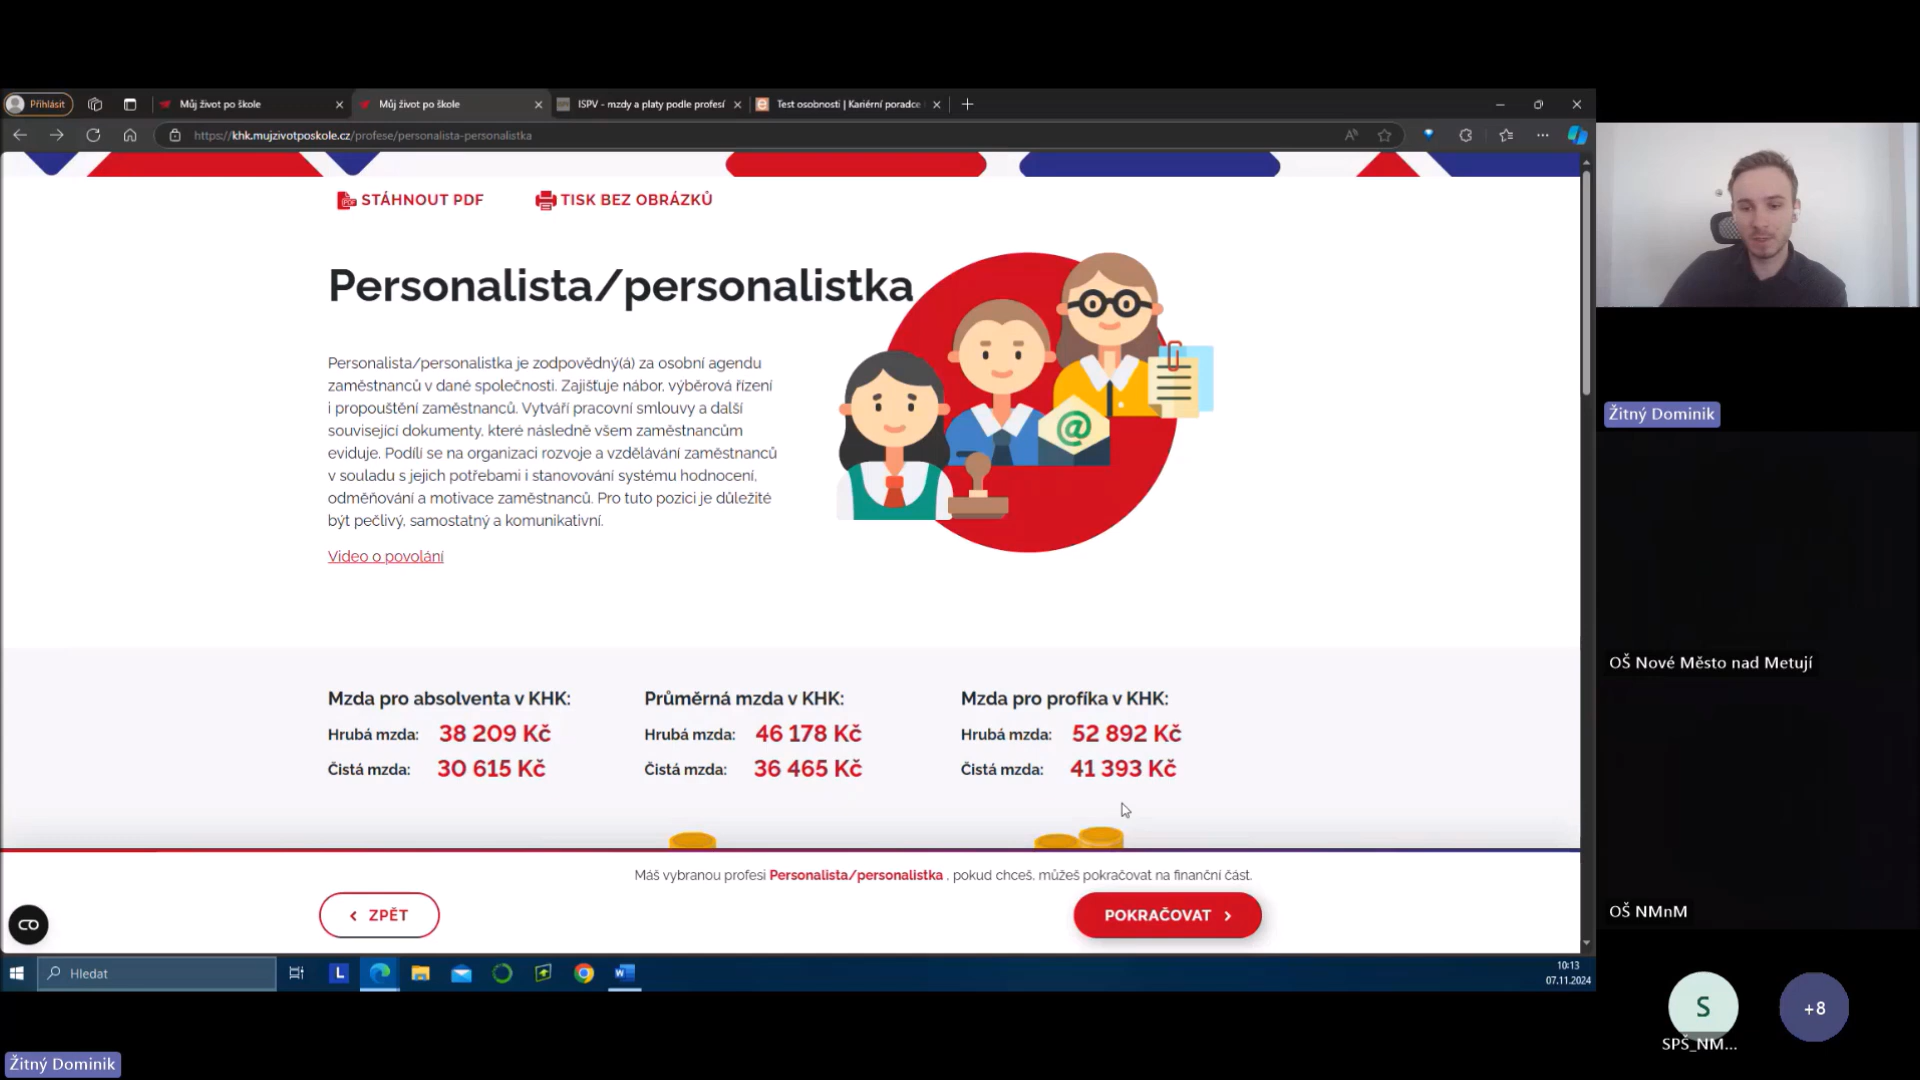 Přihlásit
Můj život po škole
Můj život po škole
ISPV - mzdy a platy podle profesí
Test osobnosti | Kariérní poradce
https://khk.mujzivotposkole.cz/profese/personalista-personalistka
STÁHNOUT PDF
TISK BEZ OBRÁZKŮ
Personalista/personalistka
Personalista/personalistka je zodpovědný(á) za osobní agendu
zaměstnanců v dané společnosti. Zajišťuje nábor, výběrová řízení
i propouštění zaměstnanců. Vytváří pracovní smlouvy a další
související dokumenty, které následně všem zaměstnancům
eviduje. Podílí se na organizaci rozvoje a vzdělávání zaměstnanců
v souladu s jejich potřebami i stanovování systému hodnocení,
odměňování a motivace zaměstnanců. Pro tuto pozici je důležité
být pečlivý, samostatný a komunikativní.
Video o povolání
@
Mzda pro absolventa v KHK:
Hrubá mzda: 38 209 Kč
Čistá mzda: 30 615 Kč
Průměrná mzda v KHK:
Hrubá mzda: 46 178 Kč
Čistá mzda: 36 465 Kč
Mzda pro profíka v KHK:
Hrubá mzda: 52 892 Kč
Čistá mzda: 41 393 Kč
Máš vybranou profesi Personalista/personalistka , pokud chceš, můžeš pokračovat na finanční část.
ZPĚT
POKRAČOVAT
Hledat
L
10:13
07.11.2024
Žitný Dominik
OŠ Nové Město nad Metují
OŠ NMnM
S
SPŠ_NM...
+8
Žitný Dominik